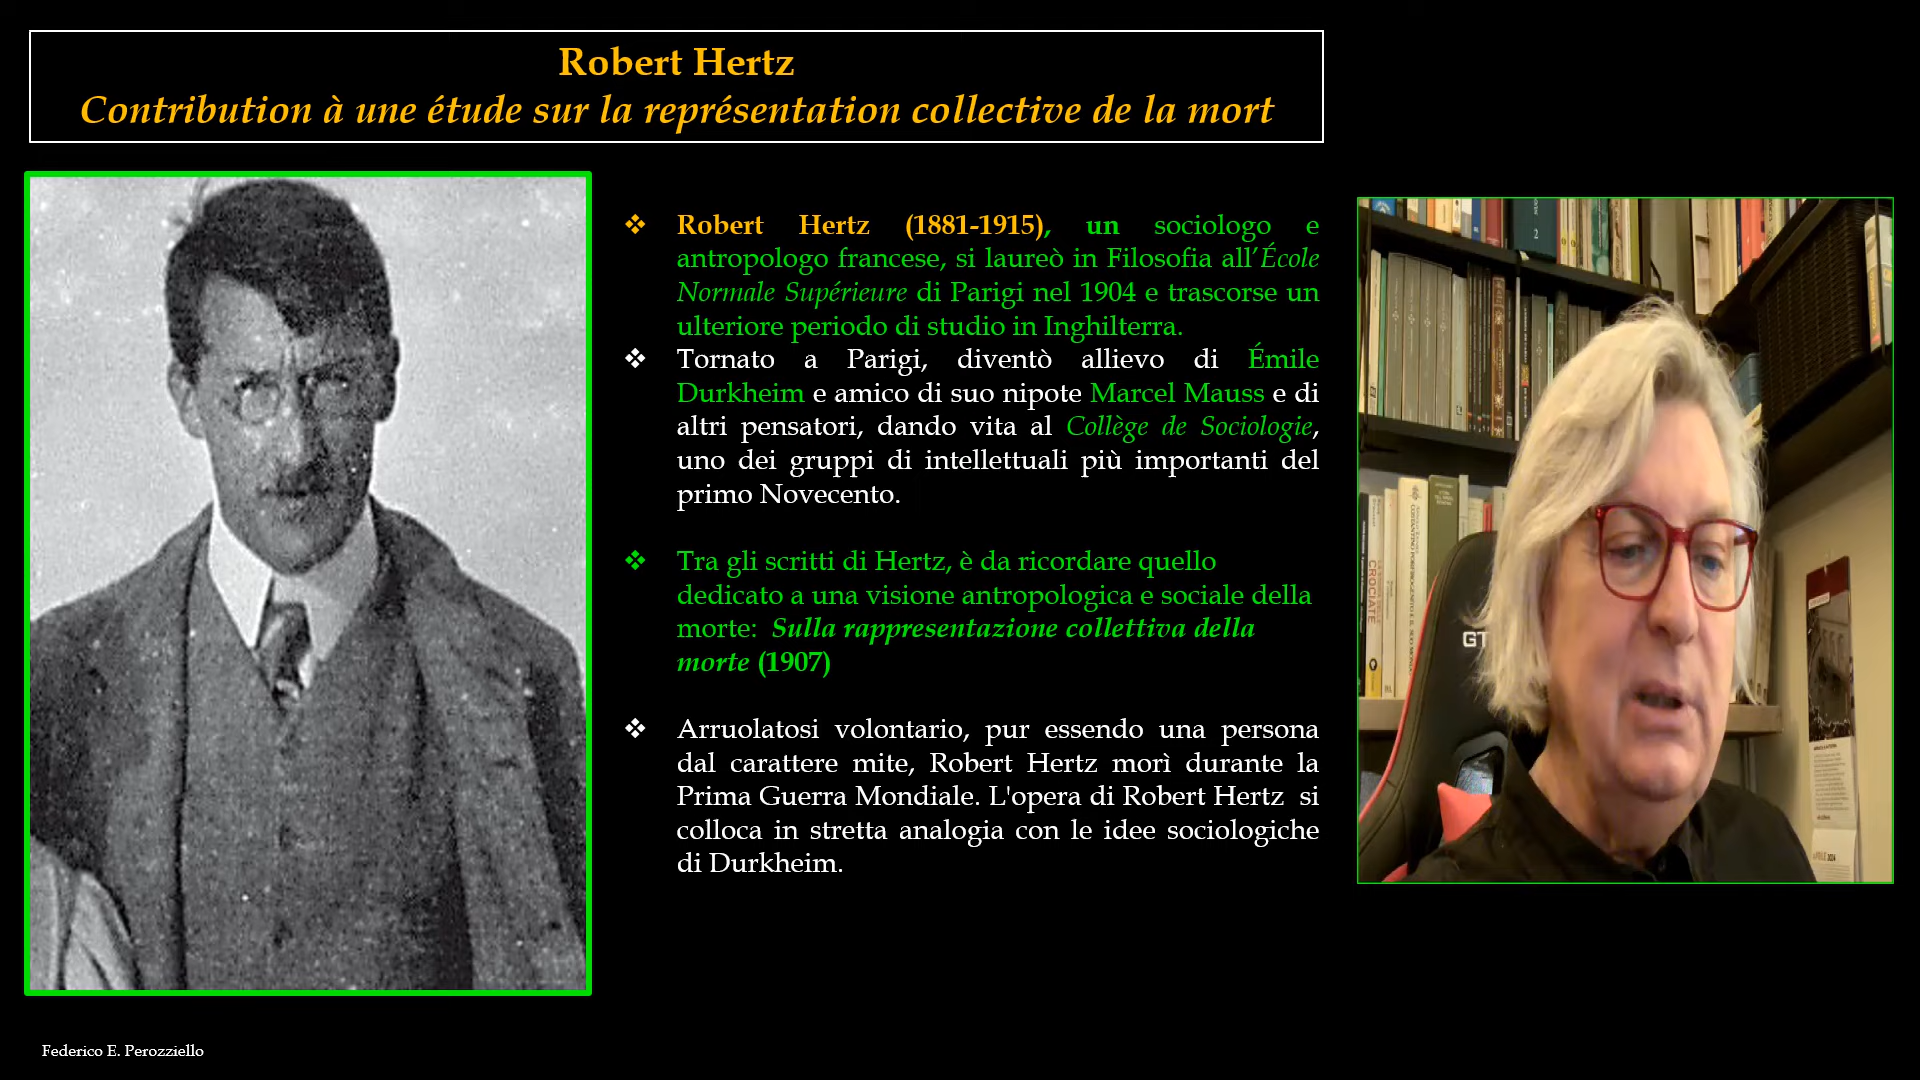 Robert Hertz
Contribution à une étude sur la représentation collective de la mort
❖ Robert Hertz (1881-1915), un sociologo e
antropologo francese, si laureò in Filosofia all’École
Normale Supérieure di Parigi nel 1904 e trascorse un
ulteriore periodo di studio in Inghilterra.
❖ Tornato a Parigi, diventò allievo di Émile
Durkheim e amico di suo nipote Marcel Mauss e di
altri pensatori, dando vita al Collège de Sociologie,
uno dei gruppi di intellettuali più importanti del
primo Novecento.
❖ Tra gli scritti di Hertz, è da ricordare quello
dedicato a una visione antropologica e sociale della
morte: Sulla rappresentazione collettiva della
morte (1907)
❖ Arruolatosi volontario, pur essendo una persona
dal carattere mite, Robert Hertz morì durante la
Prima Guerra Mondiale. L'opera di Robert Hertz si
colloca in stretta analogia con le idee sociologiche
di Durkheim.
CROCIATE
GT
Federico E. Perozziello